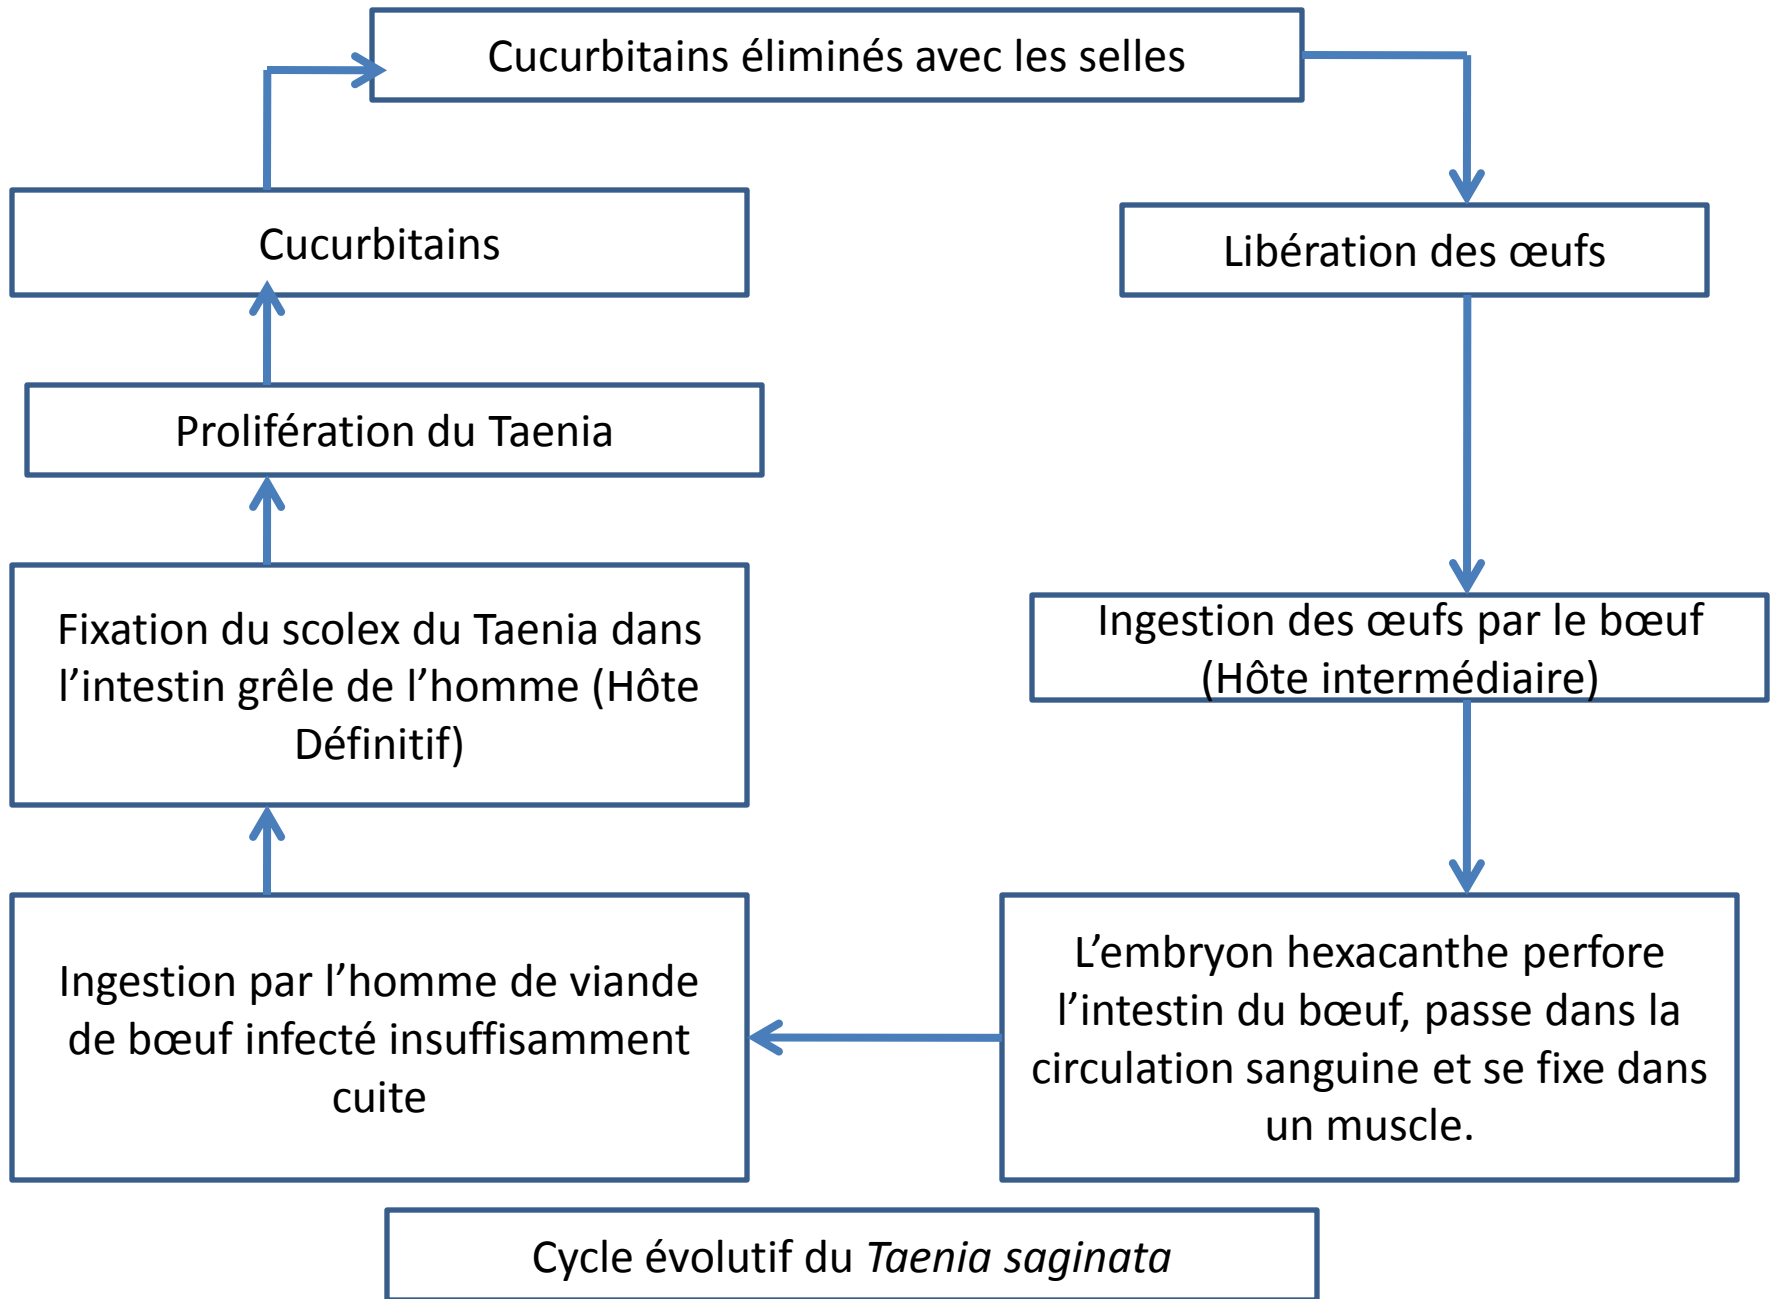 Cucurbitains éliminés avec les selles
Cucurbitains
Libération des œufs
Prolifération du Taenia
Fixation du scolex du Taenia dans
l’intestin grêle de l’homme (Hôte
Définitif)
Ingestion des œufs par le bœuf
(Hôte intermédiaire)
Ingestion par l’homme de viande
de bœuf infecté insuffisamment
cuite
L’embryon hexacanthe perfore
l’intestin du bœuf, passe dans la
circulation sanguine et se fixe dans
un muscle.
Cycle évolutif du Taenia saginata